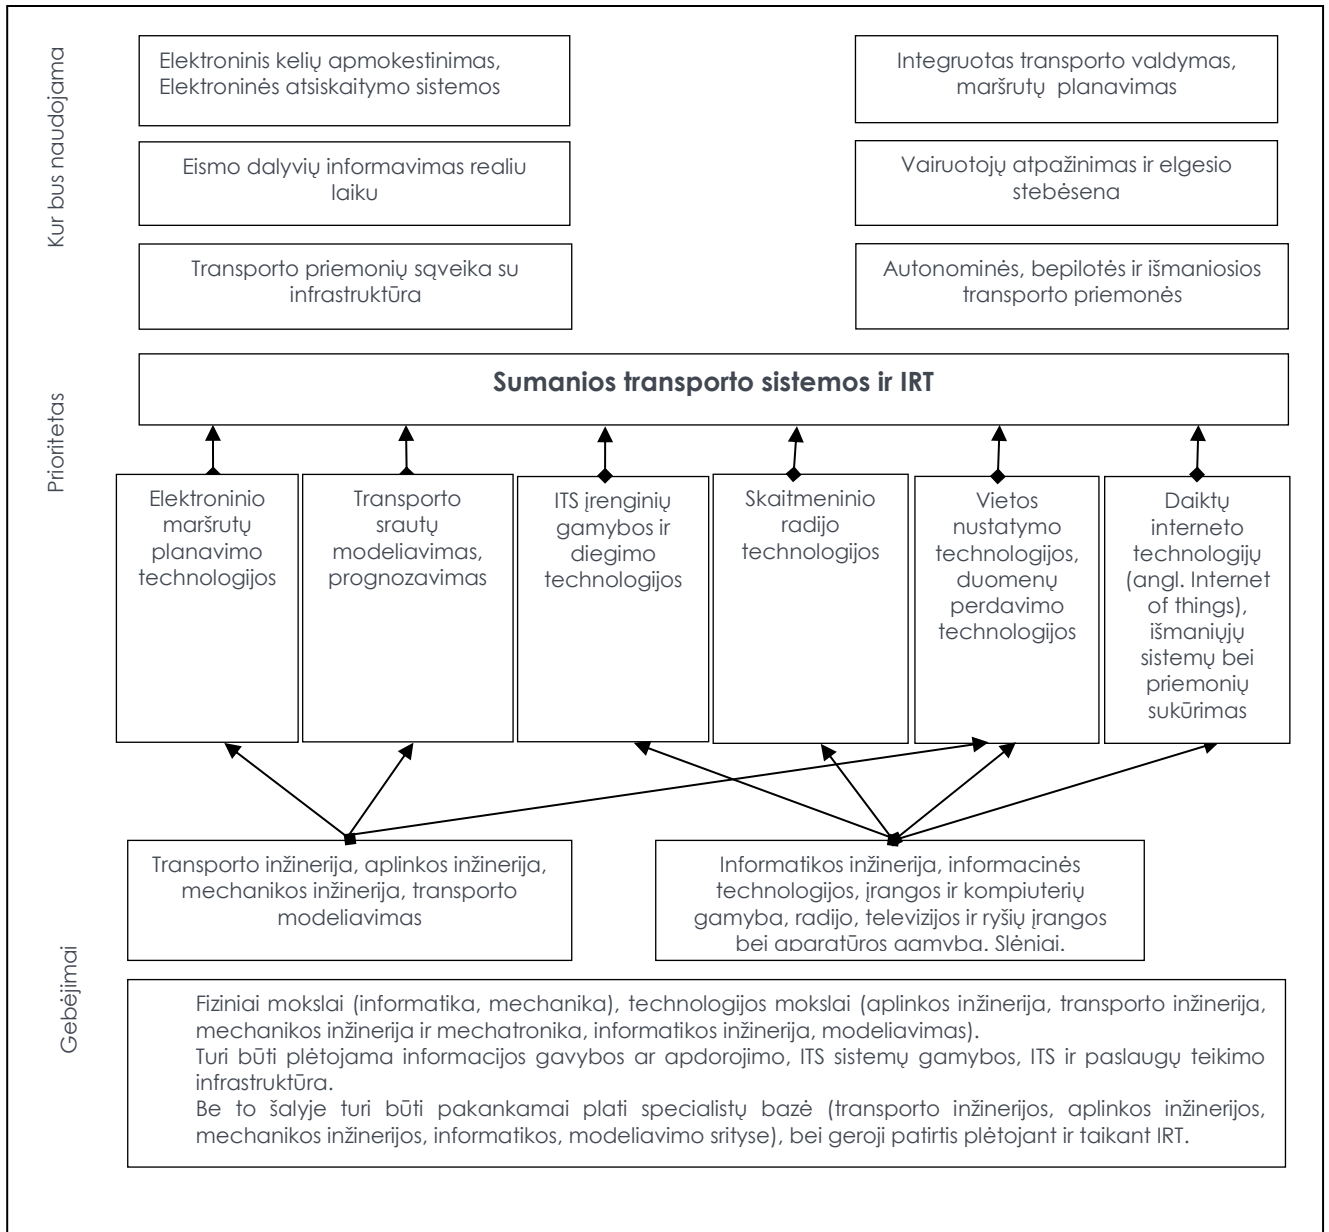 Kur bus naudojama
Elektroninis kelių apmokestinimas,
Elektroninės atsiskaitymo sistemos
Integruotas transporto valdymas,
maršrutų planavimas
Eismo dalyvių informavimas realiu
laiku
Vairuotojų atpažinimas ir elgesio
stebėsena
Transporto priemonių sąveika su
infrastruktūra
Autonominės, bepilotės ir išmaniosios
transporto priemonės
Prioritetas
Sumanios transporto sistemos ir IRT
Elektroninio
maršrutų
planavimo
technologijos
Transporto
srautų
modeliavimas,
prognozavimas
ITS įrenginių
gamybos ir
diegimo
technologijos
Skaitmeninio
radijo
technologijos
Vietos
nustatymo
technologijos,
duomenų
perdavimo
technologijos
Daiktų
interneto
technologijų
(angl. Internet
of things),
išmaniųjų
sistemų bei
priemonių
sukūrimas
Gebėjimai
Transporto inžinerija, aplinkos inžinerija,
mechanikos inžinerija, transporto
modeliavimas
Informatikos inžinerija, informacinės
technologijos, įrangos ir kompiuterių
gamyba, radijo, televizijos ir ryšių įrangos
bei aparatūros gamyba. Slėniai.
Fiziniai mokslai (informatika, mechanika), technologijos mokslai (aplinkos inžinerija, transporto inžinerija,
mechanikos inžinerija ir mechatronika, informatikos inžinerija, modeliavimas).
Turi būti plėtojama informacijos gavybos ar apdorojimo, ITS sistemų gamybos, ITS ir paslaugų teikimo
infrastruktūra.
Be to šalyje turi būti pakankamai plati specialistų bazė (transporto inžinerijos, aplinkos inžinerijos,
mechanikos inžinerijos, informatikos, modeliavimo srityse), bei geroji patirtis plėtojant ir taikant IRT.